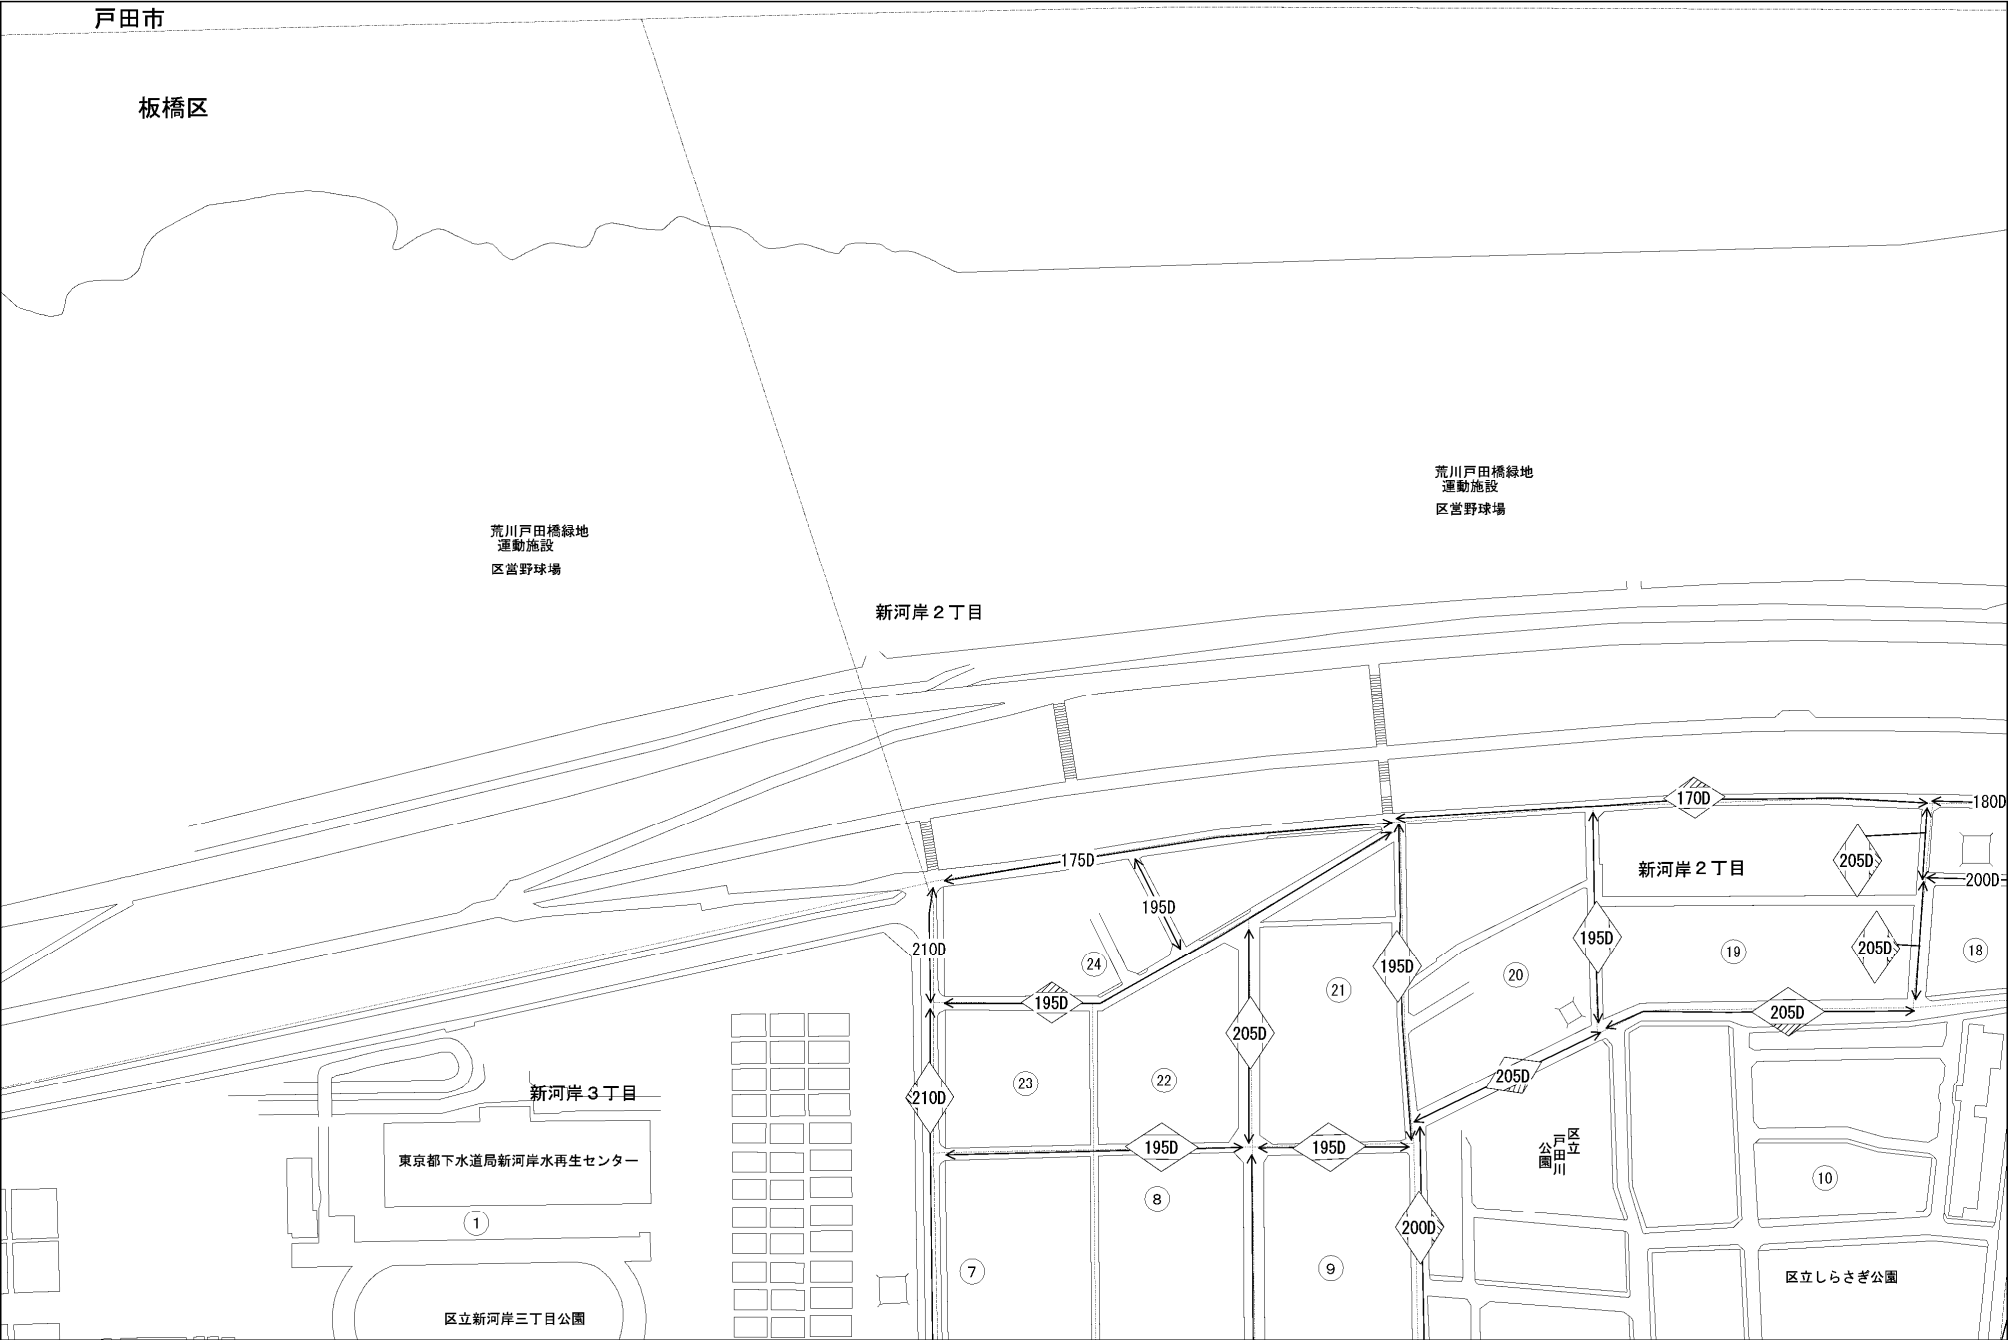 戸田市
板橋区
荒川戸田橋緑地
運動施設
区営野球場
荒川戸田橋緑地
運動施設
区営野球場
新河岸２丁目
170D
180D
175D
新河岸２丁目
205D
200D
195D
210D
195D
195D
205D
24
195D
20
19
18
21
195D
205D
205D
23
22
205D
新河岸３丁目
210D
195D
195D
区立
戸田川
公園
東京都下水道局新河岸水再生センター
10
8
1
200D
7
9
区立しらさぎ公園
区立新河岸三丁目公園